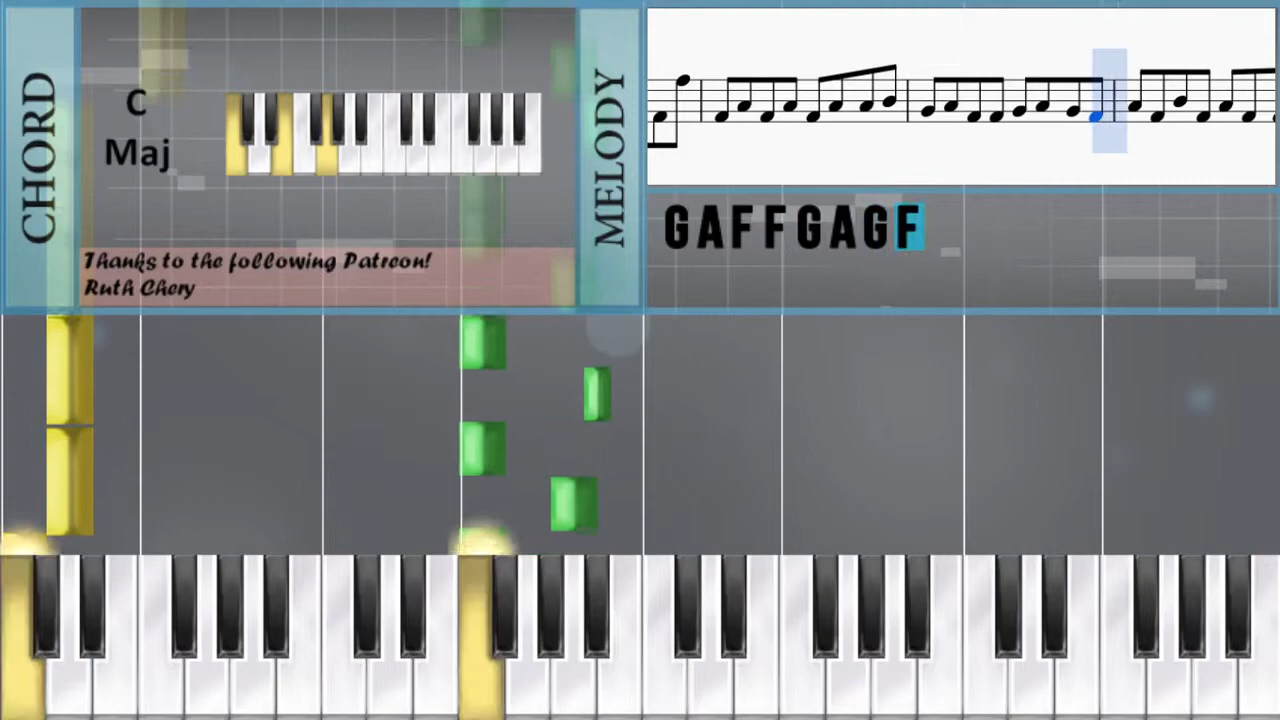 CHORD
C
Maj
MELODY
Thanks to the following Patreon!
Ruth Chery
GAFFGAGF